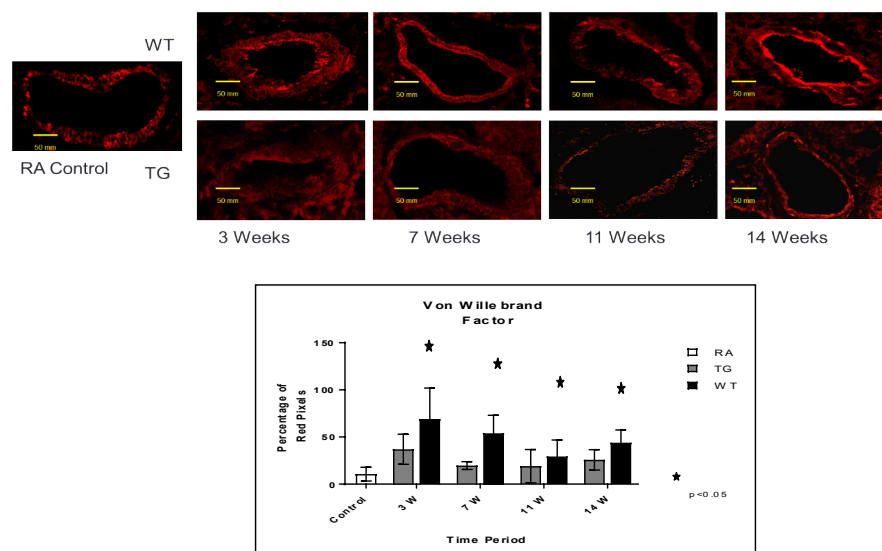 WT
50 mm
50 mm
50 mm
50 mm
50 mm
RA Control
TG
50 mm
50 mm
50 mm
50 mm
3 Weeks
7 Weeks
11 Weeks
14 Weeks
Von Willebrand
Factor
Percentage of
Red Pixels
150
100
50
0
RA
TG
WT
p<0.05
Control
3 W
7 W
11 W
14 W
Time Period